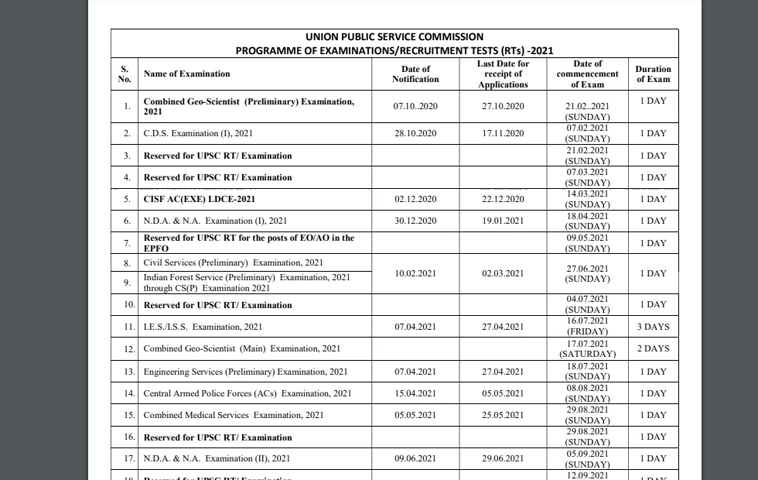 UNION PUBLIC SERVICE COMMISSION
PROGRAMME OF EXAMINATIONS/RECRUITMENT TESTS (RTs) -2021
S. No. Name of Examination Date of Notification Last Date for receipt of Applications Date of commencement of Exam Duration of Exam
1. Combined Geo-Scientist (Preliminary) Examination, 2021 07.10..2020 27.10.2020 21.02..2021 (SUNDAY) 1 DAY
2. C.D.S. Examination (I), 2021 28.10.2020 17.11.2020 07.02.2021 (SUNDAY) 1 DAY
3. Reserved for UPSC RT/ Examination 21.02.2021 (SUNDAY) 1 DAY
4. Reserved for UPSC RT/ Examination 07.03.2021 (SUNDAY) 1 DAY
5. CISF AC(EXE) LDCE-2021 02.12.2020 22.12.2020 14.03.2021 (SUNDAY) 1 DAY
6. N.D.A. & N.A. Examination (I), 2021 30.12.2020 19.01.2021 18.04.2021 (SUNDAY) 1 DAY
7. Reserved for UPSC RT for the posts of EO/AO in the EPFO 09.05.2021 (SUNDAY) 1 DAY
8. Civil Services (Preliminary) Examination, 2021
9. Indian Forest Service (Preliminary) Examination, 2021 through CS(P) Examination 2021 10.02.2021 02.03.2021 27.06.2021 (SUNDAY) 1 DAY
10. Reserved for UPSC RT/ Examination 04.07.2021 (SUNDAY) 1 DAY
11. I.E.S./I.S.S. Examination, 2021 07.04.2021 27.04.2021 16.07.2021 (FRIDAY) 3 DAYS
12. Combined Geo-Scientist (Main) Examination, 2021 17.07.2021 (SATURDAY) 2 DAYS
13. Engineering Services (Preliminary) Examination, 2021 07.04.2021 27.04.2021 18.07.2021 (SUNDAY) 1 DAY
14. Central Armed Police Forces (ACs) Examination, 2021 15.04.2021 05.05.2021 08.08.2021 (SUNDAY) 1 DAY
15. Combined Medical Services Examination, 2021 05.05.2021 25.05.2021 29.08.2021 (SUNDAY) 1 DAY
16. Reserved for UPSC RT/ Examination 29.08.2021 (SUNDAY) 1 DAY
17. N.D.A. & N.A. Examination (II), 2021 09.06.2021 29.06.2021 05.09.2021 (SUNDAY) 1 DAY
12.09.2021